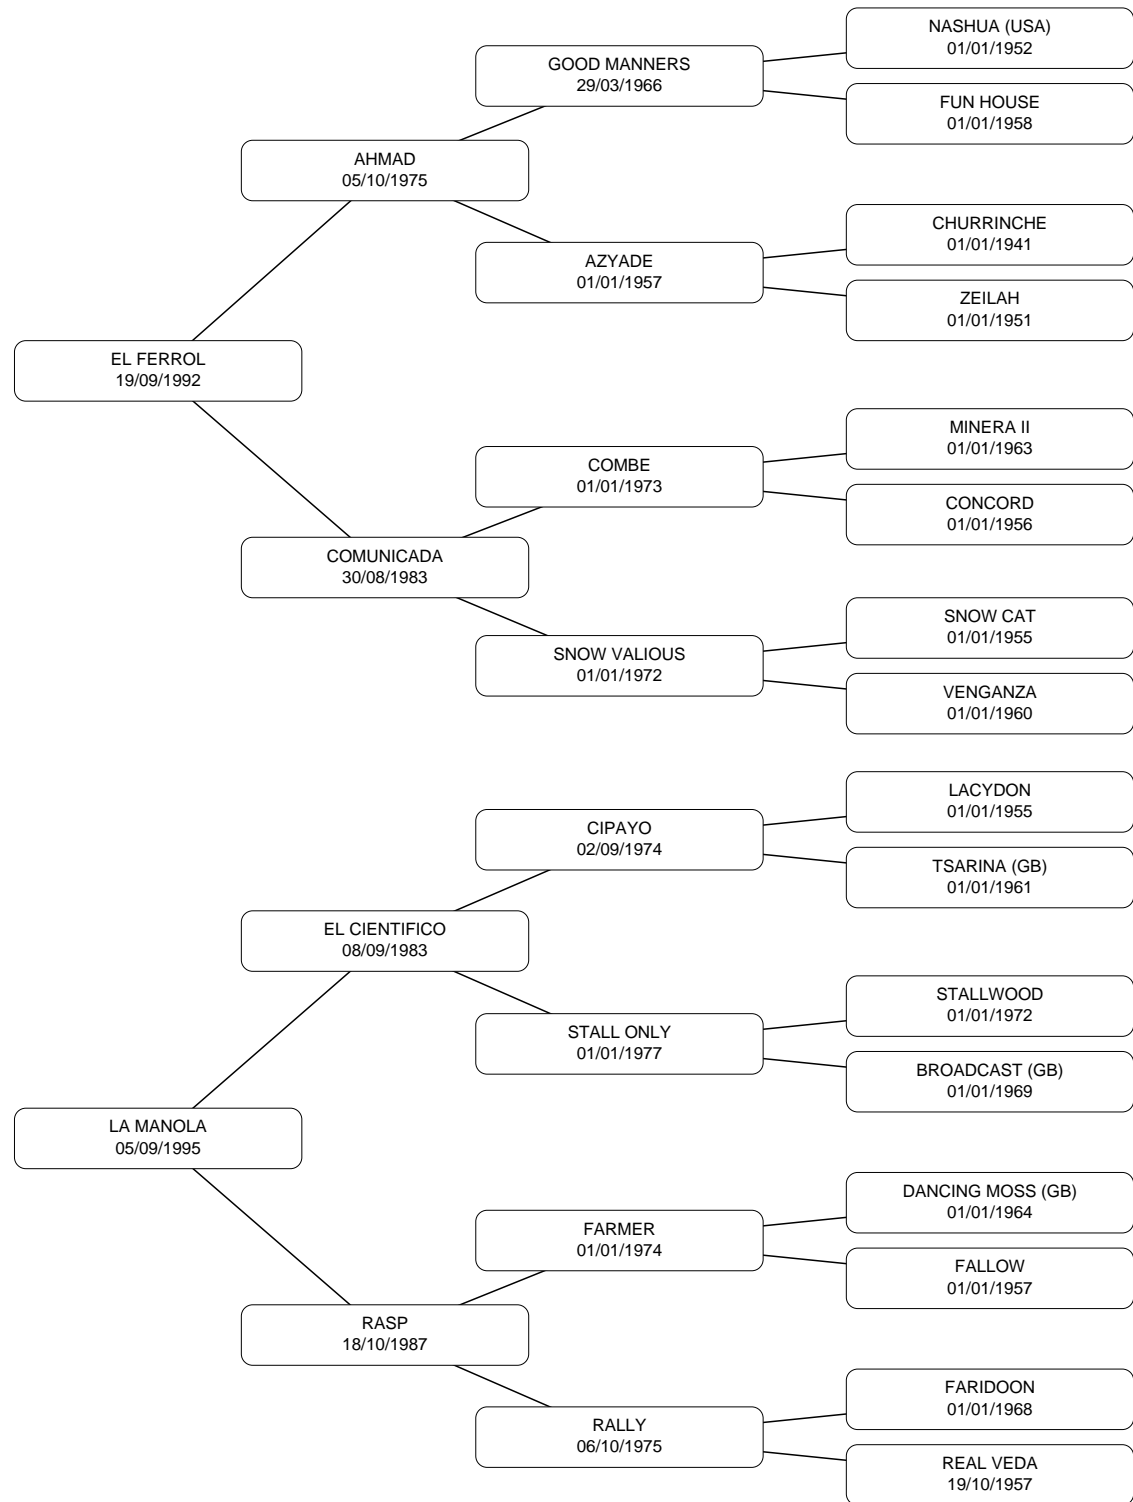 NASHUA (USA)
01/01/1952
GOOD MANNERS
29/03/1966
FUN HOUSE
01/01/1958
AHMAD
05/10/1975
CHURRINCHE
01/01/1941
AZYADE
01/01/1957
ZEILAH
01/01/1951
EL FERROL
19/09/1992
MINERA II
01/01/1963
COMBE
01/01/1973
CONCORD
01/01/1956
COMUNICADA
30/08/1983
SNOW CAT
01/01/1955
SNOW VALIOUS
01/01/1972
VENGANZA
01/01/1960
LACYDON
01/01/1955
CIPAYO
02/09/1974
TSARINA (GB)
01/01/1961
EL CIENTIFICO
08/09/1983
STALLWOOD
01/01/1972
STALL ONLY
01/01/1977
BROADCAST (GB)
01/01/1969
LA MANOLA
05/09/1995
DANCING MOSS (GB)
01/01/1964
FARMER
01/01/1974
FALLOW
01/01/1957
RASP
18/10/1987
FARIDOON
01/01/1968
RALLY
06/10/1975
REAL VEDA
19/10/1957